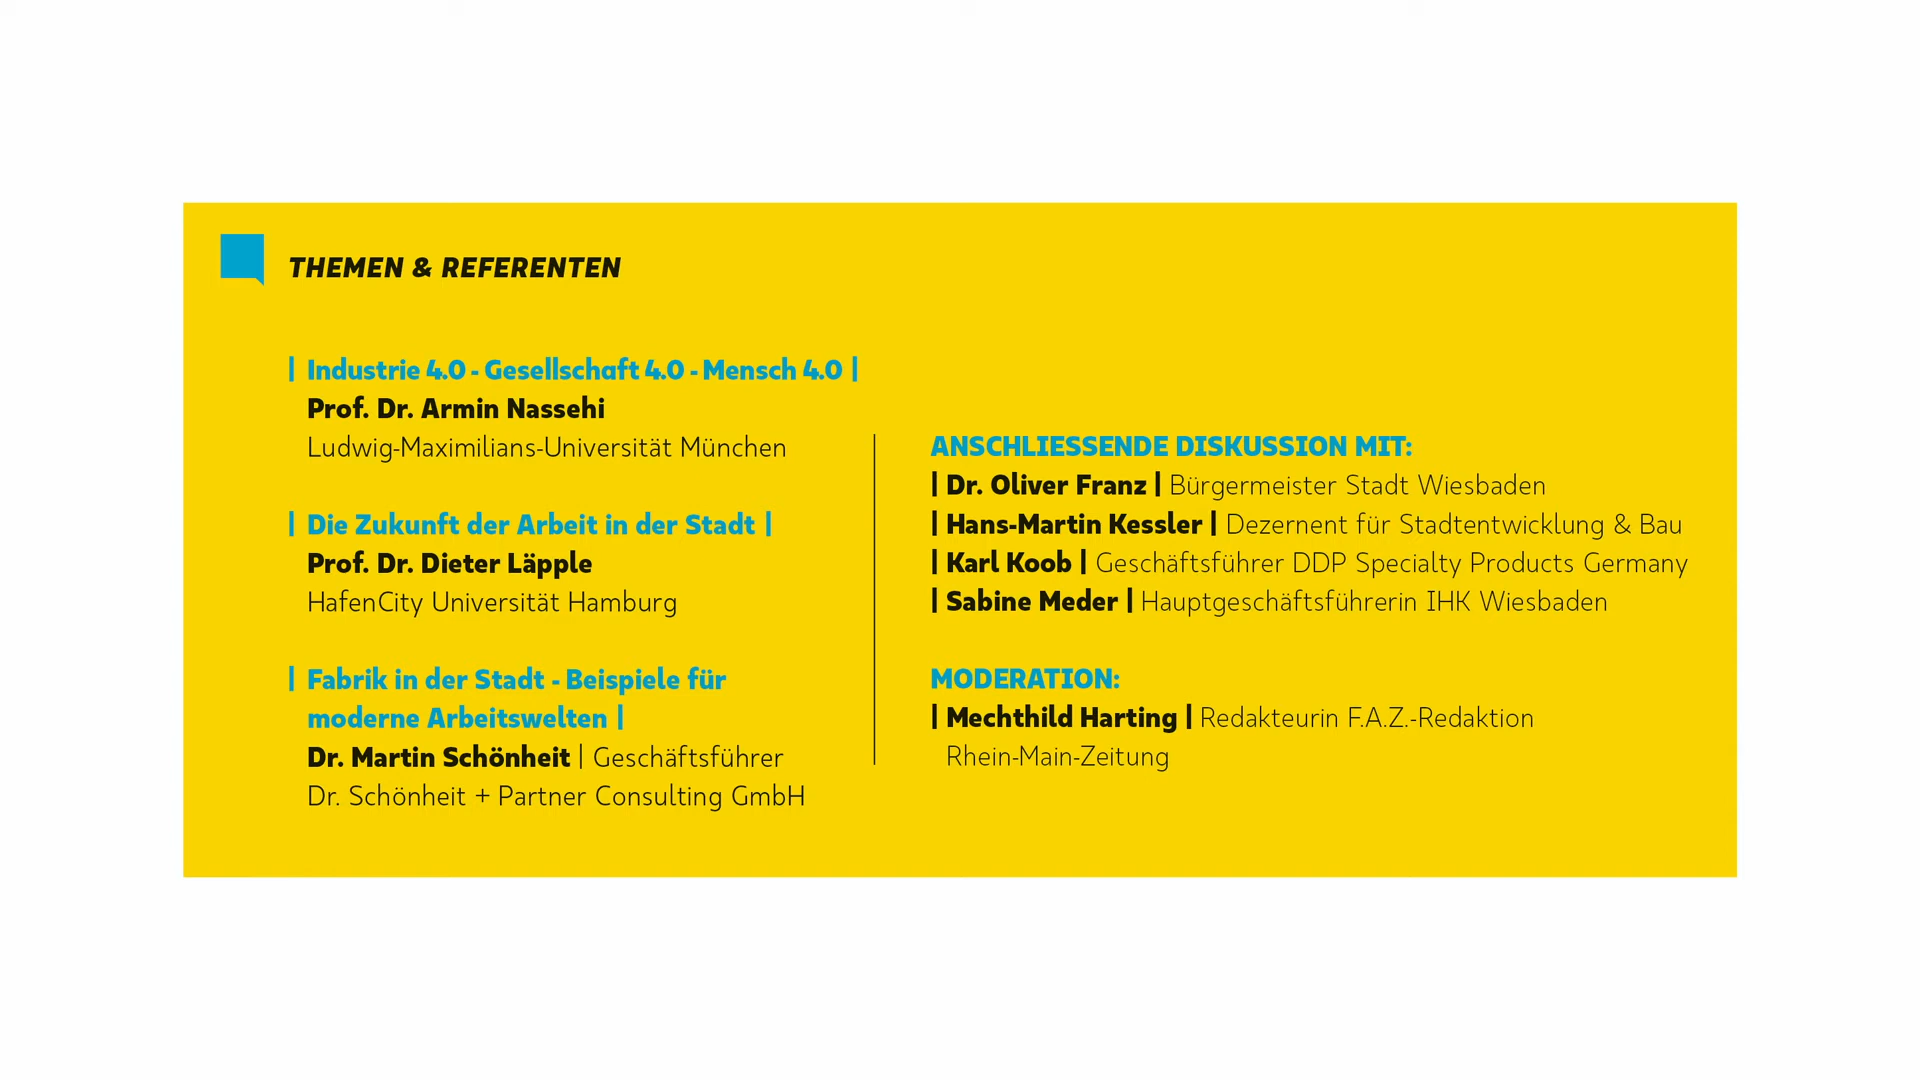 THEMEN & REFERENTEN
| Industrie 4.0 - Gesellschaft 4.0 - Mensch 4.0 |
Prof. Dr. Armin Nassehi
Ludwig-Maximilians-Universität München
| Die Zukunft der Arbeit in der Stadt |
Prof. Dr. Dieter Läpple
HafenCity Universität Hamburg
| Fabrik in der Stadt - Beispiele für
moderne Arbeitswelten |
Dr. Martin Schönheit | Geschäftsführer
Dr. Schönheit + Partner Consulting GmbH
ANSCHLIESSENDE DISKUSSION MIT:
| Dr. Oliver Franz | Bürgermeister Stadt Wiesbaden
| Hans-Martin Kessler | Dezernent für Stadtentwicklung & Bau
| Karl Koob | Geschäftsführer DDP Specialty Products Germany
| Sabine Meder | Hauptgeschäftsführerin IHK Wiesbaden
MODERATION:
| Mechthild Harting | Redakteurin F.A.Z.-Redaktion
Rhein-Main-Zeitung